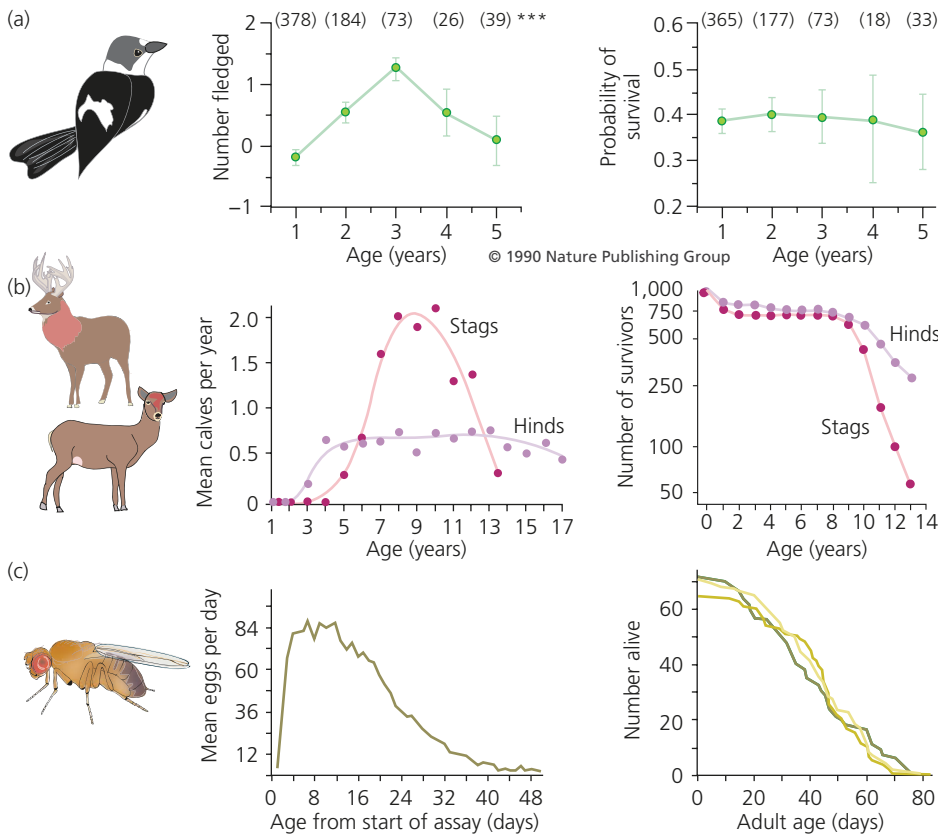 (a)
(378) (184) (73) (26) (39) ***
Number fledged
2
1
0
−1
1 2 3 4 5
Age (years)
(365) (177) (73) (18) (33)
Probability of
survival
0.6
0.4
0.3
0.2
1 2 3 4 5
Age (years)
© 1990 Nature Publishing Group
(b)
Mean calves per year
2.0
1.5
1.0
0.5
0
Stags
Hinds
1 3 5 7 9 11 13 15 17
Age (years)
Number of survivors
1,000
750
500
250
100
50
Hinds
Stags
0 2 4 6 8 10 12 14
Age (years)
(c)
Mean eggs per day
84
60
36
12
0 8 16 24 32 40 48
Age from start of assay (days)
Number alive
60
40
20
0
0 20 40 60 80
Adult age (days)